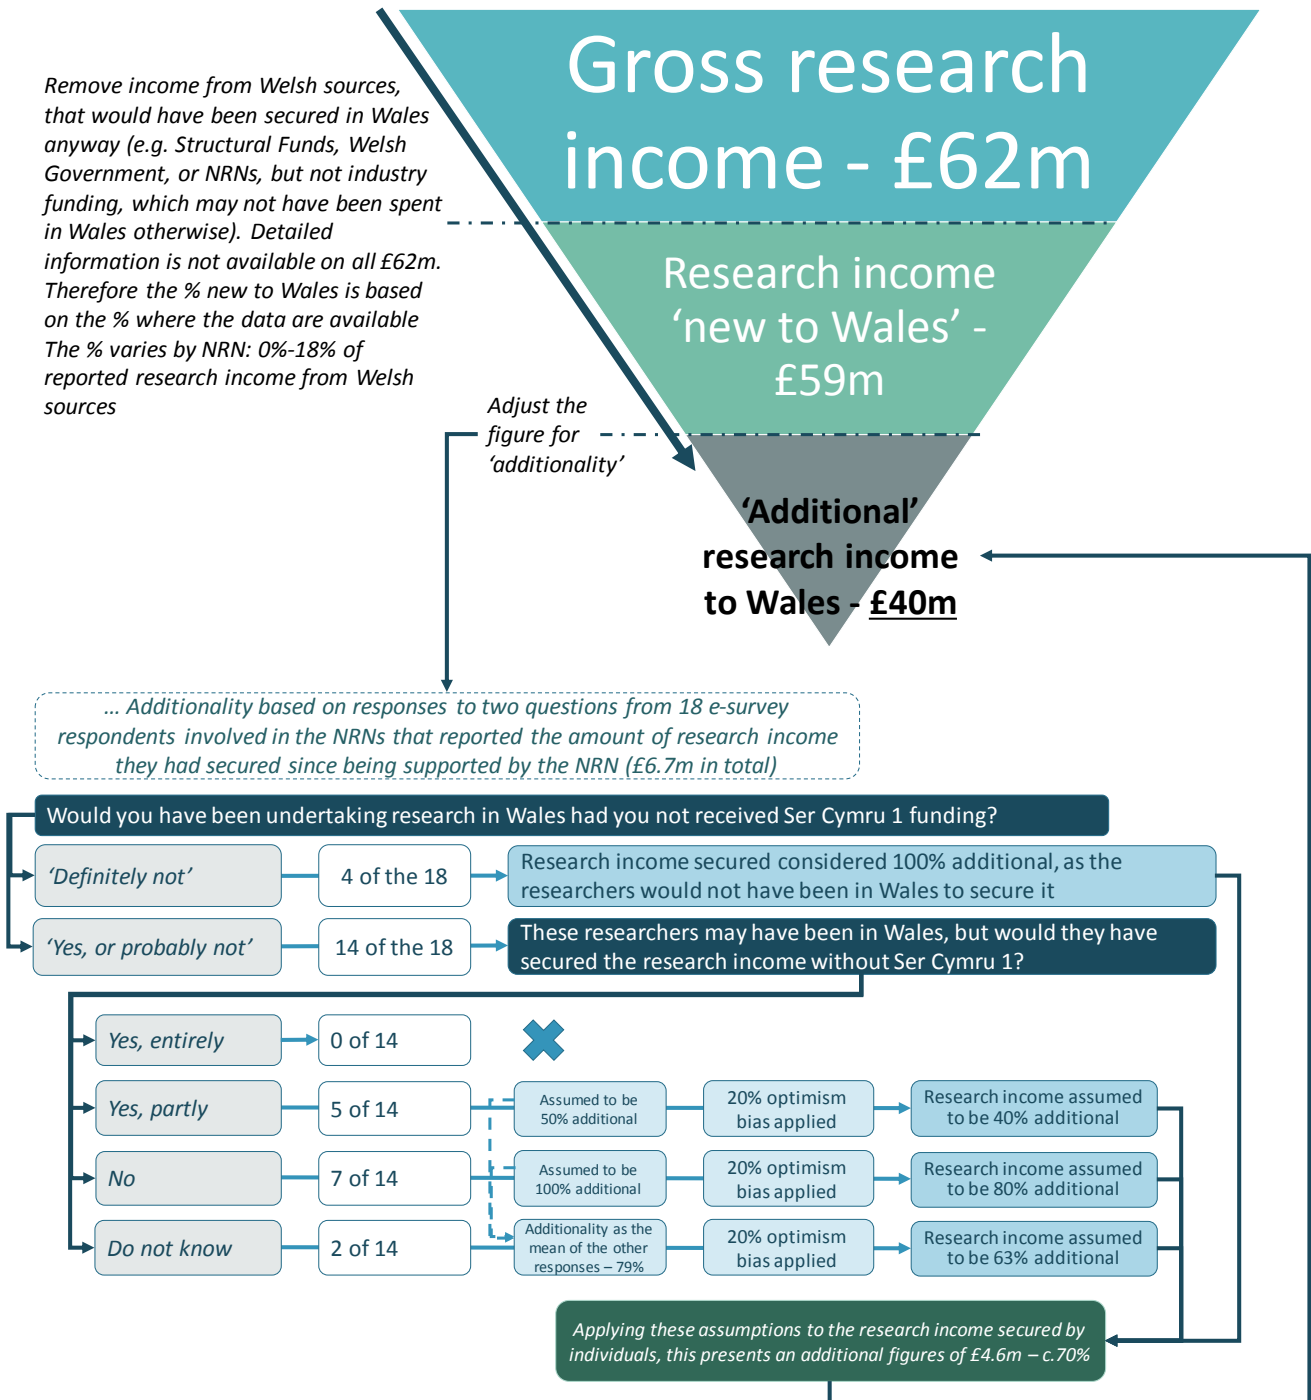 Gross research
income - £62m
Remove income from Welsh sources,
that would have been secured in Wales
anyway (e.g. Structural Funds, Welsh
Government, or NRNs, but not industry
funding, which may not have been spent
in Wales otherwise). Detailed
information is not available on all £62m.
Therefore the % new to Wales is based
on the % where the data are available
The % varies by NRN: 0%-18% of
reported research income from Welsh
sources
Research income
‘new to Wales’ -
£59m
Adjust the
figure for
‘additionality’
‘Additional’
research income
to Wales - £40m
... Additionality based on responses to two questions from 18 e-survey
respondents involved in the NRNs that reported the amount of research income
they had secured since being supported by the NRN (£6.7m in total)
Would you have been undertaking research in Wales had you not received Ser Cymru 1 funding?
‘Definitely not’
4 of the 18
Research income secured considered 100% additional, as the
researchers would not have been in Wales to secure it
‘Yes, or probably not’
14 of the 18
These researchers may have been in Wales, but would they have
secured the research income without Ser Cymru 1?
Yes, entirely
0 of 14
Yes, partly
5 of 14
Assumed to be
50% additional
20% optimism
bias applied
Research income assumed
to be 40% additional
No
7 of 14
Assumed to be
100% additional
20% optimism
bias applied
Research income assumed
to be 80% additional
Do not know
2 of 14
Additionality as the
mean of the other
responses – 79%
20% optimism
bias applied
Research income assumed
to be 63% additional
Applying these assumptions to the research income secured by
individuals, this presents an additional figures of £4.6m – c.70%